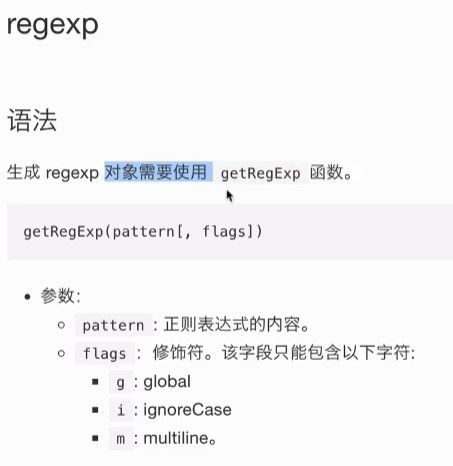 regexp
语法
生成 regexp 对象需要使用 getRegExp 函数。
getRegExp(pattern[, flags])
参数:
pattern : 正则表达式的内容。
flags : 修饰符。该字段只能包含以下字符:
g : global
i : ignoreCase
m : multiline。